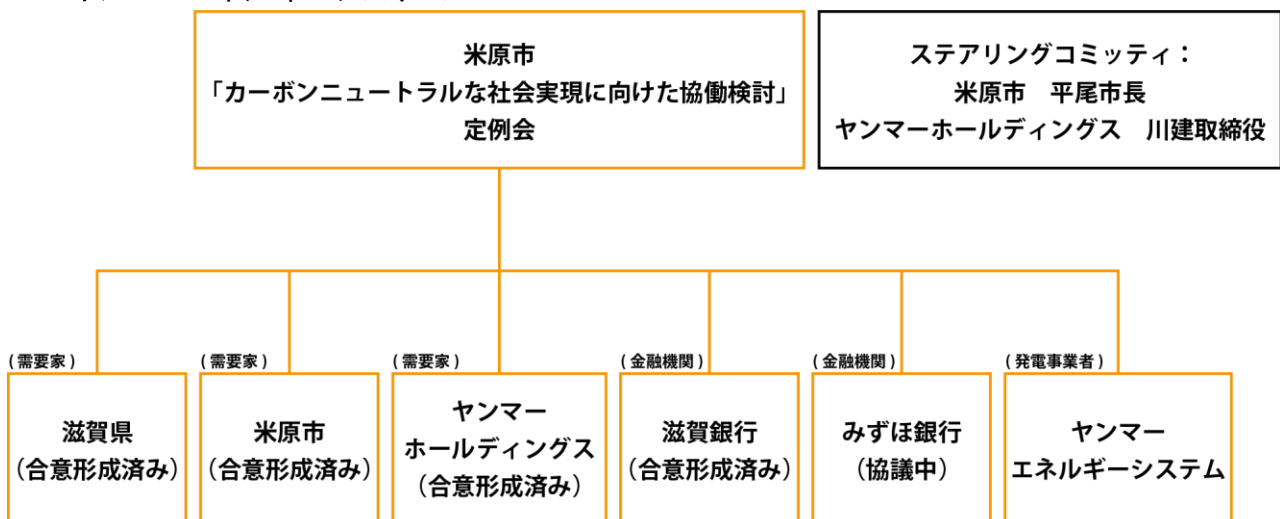 米原市
「カーボンニュートラルな社会実現に向けた協働検討」
定例会
ステアリングコミッティ：
米原市　平尾市長
ヤンマーホールディングス　川建取締役
(需要家)
滋賀県
（合意形成済み）
(需要家)
米原市
（合意形成済み）
(需要家)
ヤンマー
ホールディングス
（合意形成済み）
(金融機関)
滋賀銀行
（合意形成済み）
(金融機関)
みずほ銀行
（協議中）
(発電事業者)
ヤンマー
エネルギーシステム